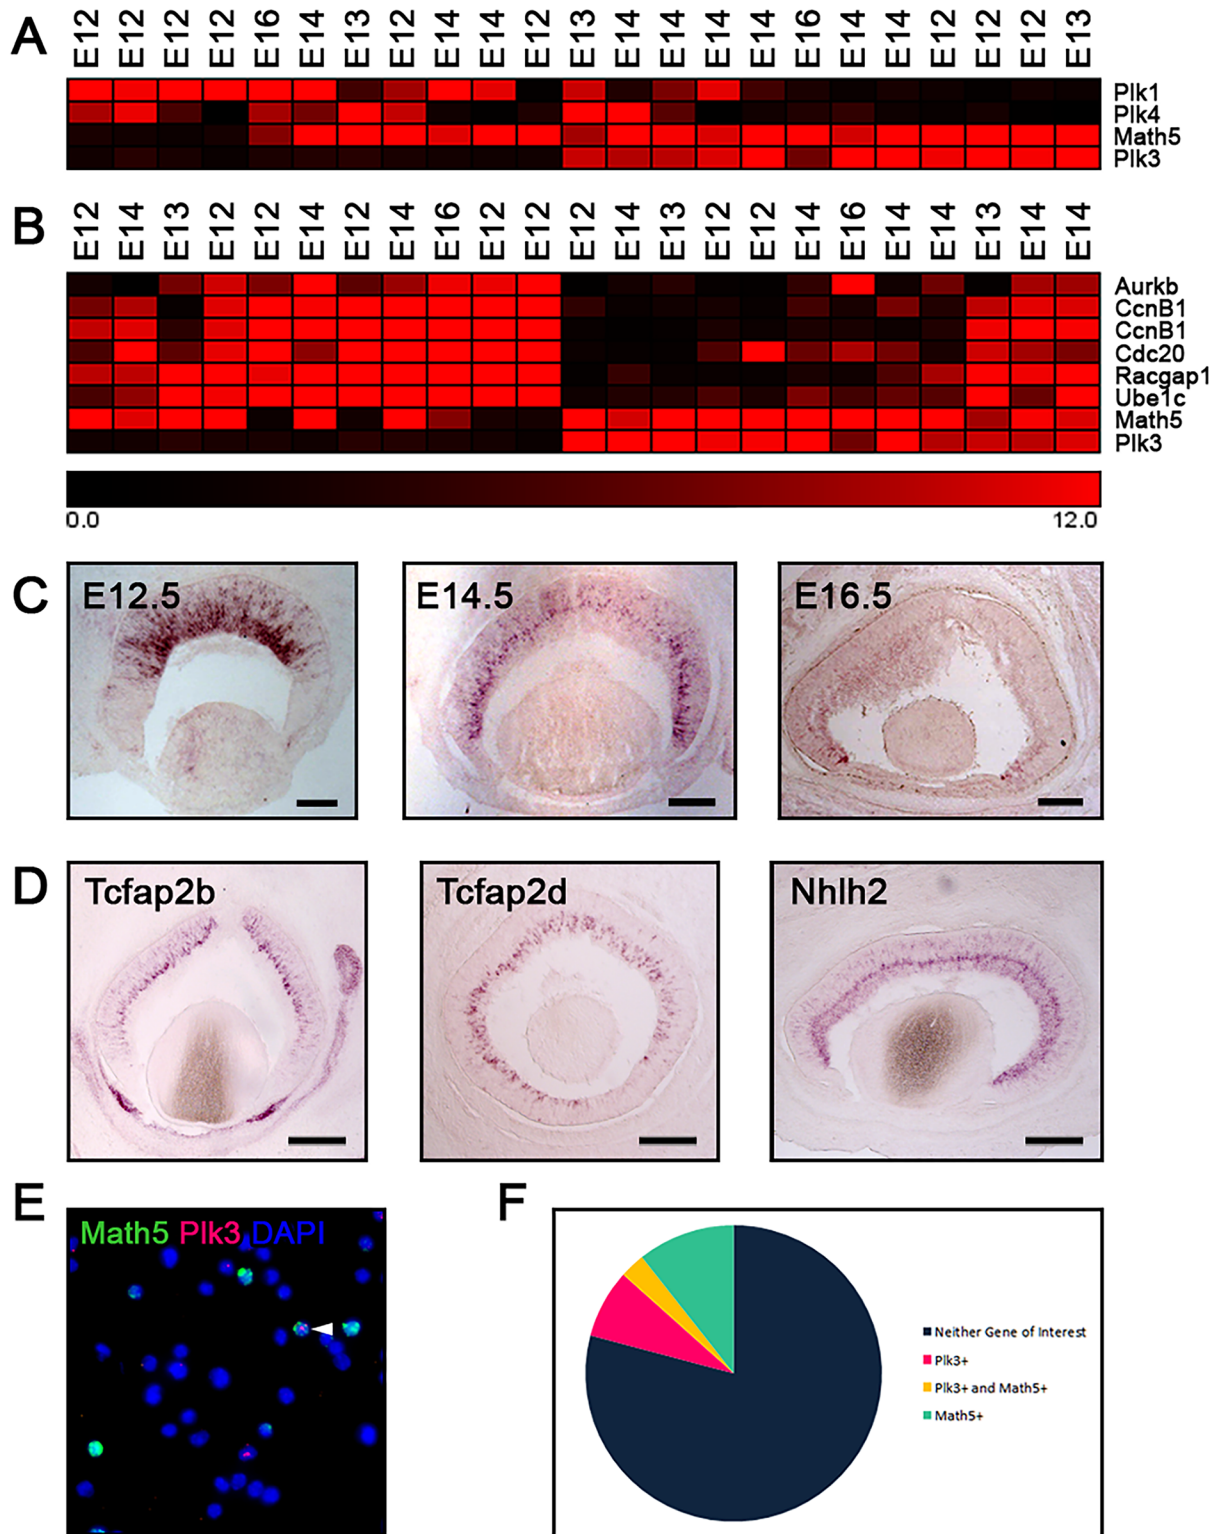 A
E12 E12 E12 E12 E16 E14 E13 E12 E14 E14 E12 E13 E14 E14 E14 E14 E14 E14 E14 E12 E12 E12 E13
Plk1
Plk4
Math5
Plk3
B
E12 E14 E13 E12 E12 E14 E12 E14 E16 E12 E12 E12 E14 E13 E12 E12 E14 E16 E14 E14 E13 E14 E14
Aurkb
CcnB1
CcnB1
Cdc20
Racgap1
Ube1c
Math5
Plk3
0.0 12.0
C
E12.5 E14.5 E16.5
D
Tcfap2b Tcfap2d Nhlh2
E
Math5 Plk3 DAPI
F
Neither Gene of Interest
Plk3+
Plk3+ and Math5+
Math5+